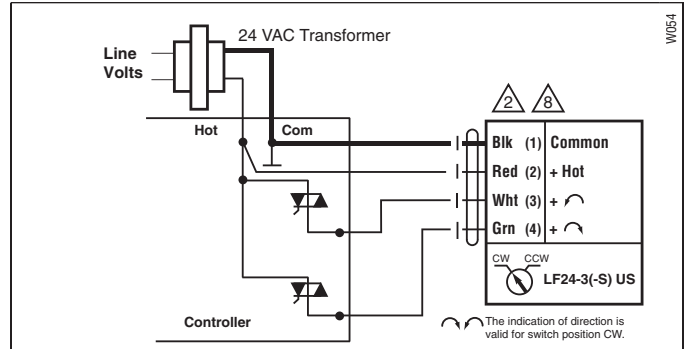 W054
24 VAC Transformer
Line
Volts
Hot
Com
2
8
Blk (1) Common
Red (2) + Hot
Wht (3) +
Grn (4) +
CW CCW
LF24-3(-S) US
Controller
The indication of direction is
valid for switch position CW.